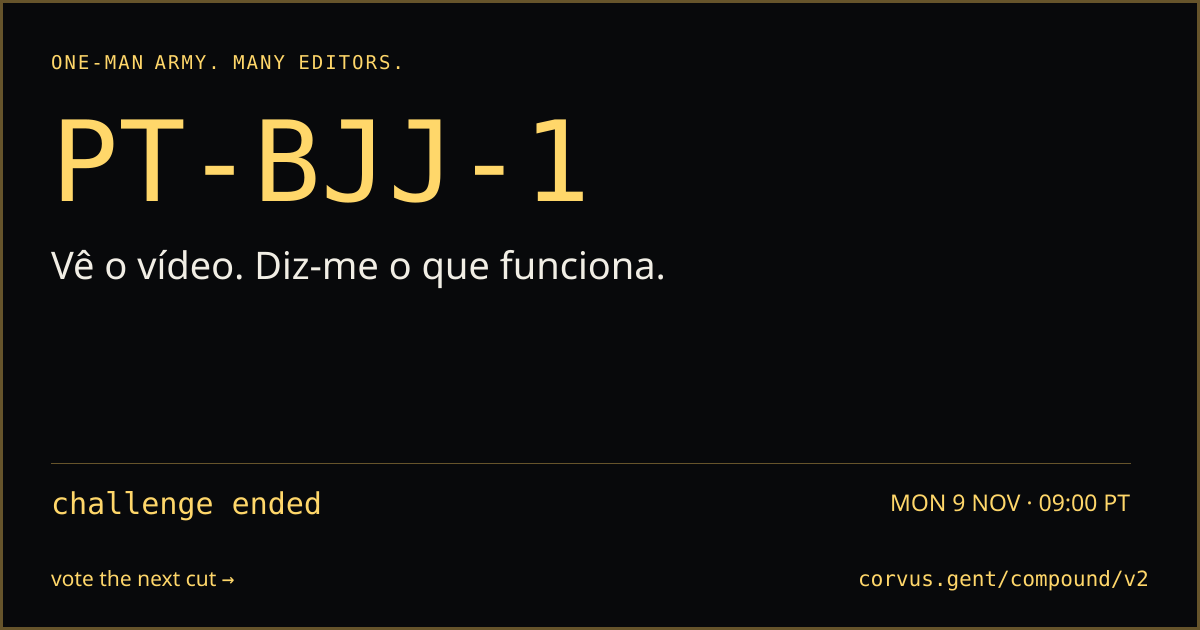 ONE-MAN ARMY. MANY EDITORS.
PT-BJJ-1
Vê o vídeo. Diz-me o que funciona.
challenge ended
MON 9 NOV · 09:00 PT
vote the next cut →
corvus.gent/compound/v2